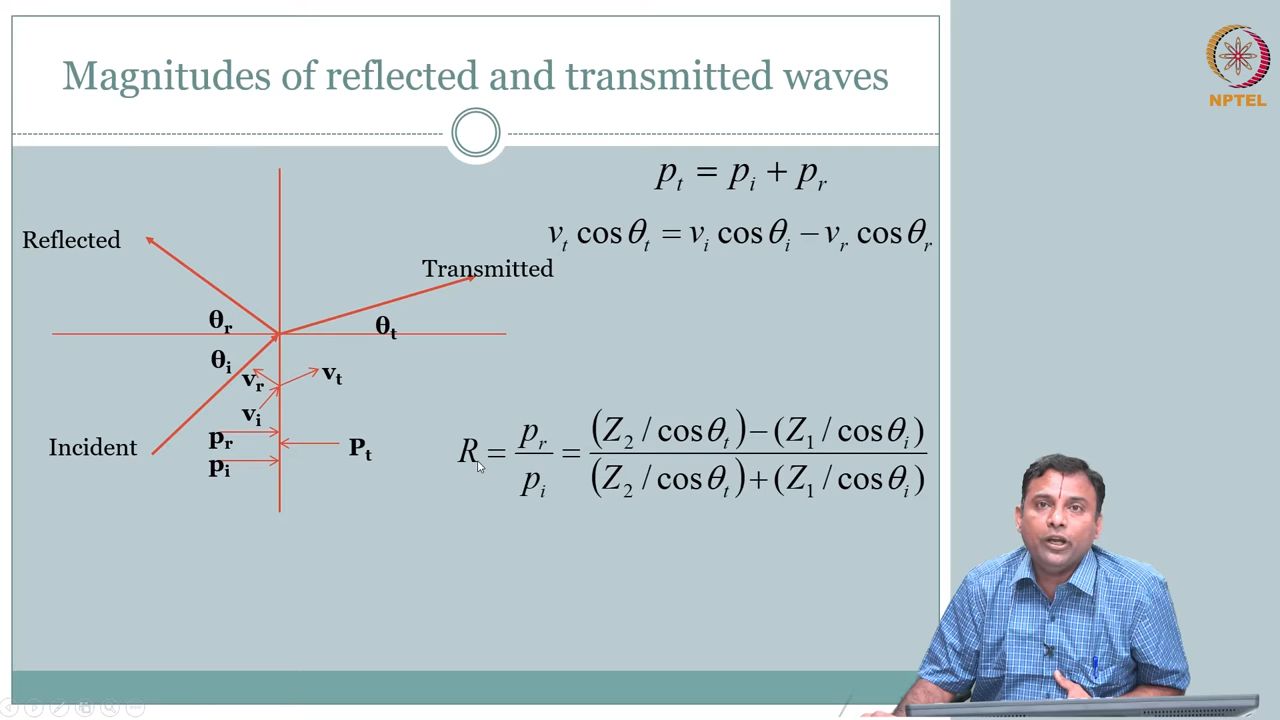 Magnitudes of reflected and transmitted waves
NPTEL
p_t = p_i + p_r
v_t cos θ_t = v_i cos θ_i − v_r cos θ_r
Reflected
Transmitted
θ_r
θ_t
θ_i
v_r
v_t
v_i
Incident
p_r
P_t
p_i
R = p_r / p_i = ((Z_2 / cos θ_t) − (Z_1 / cos θ_i)) / ((Z_2 / cos θ_t) + (Z_1 / cos θ_i))